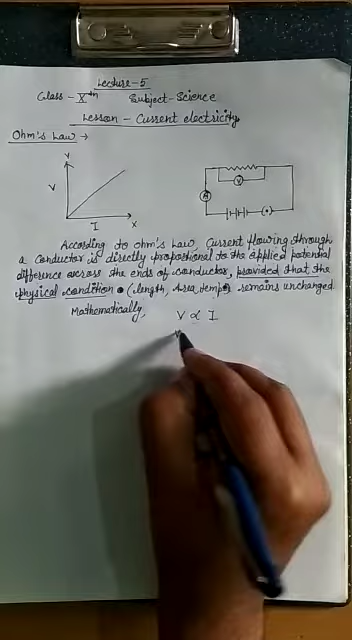 Lecture-5
Class - Xth Subject-Science
Lesson - Current electricity
Ohm's Law →
V
V
I
X
A
V
According to ohm's Law, Current flowing through
a conductor is directly proportional to the applied potential
difference across the ends of conductor, provided that the
physical condition (length, Area, temp. remains unchanged
Mathematically, V ∝ I